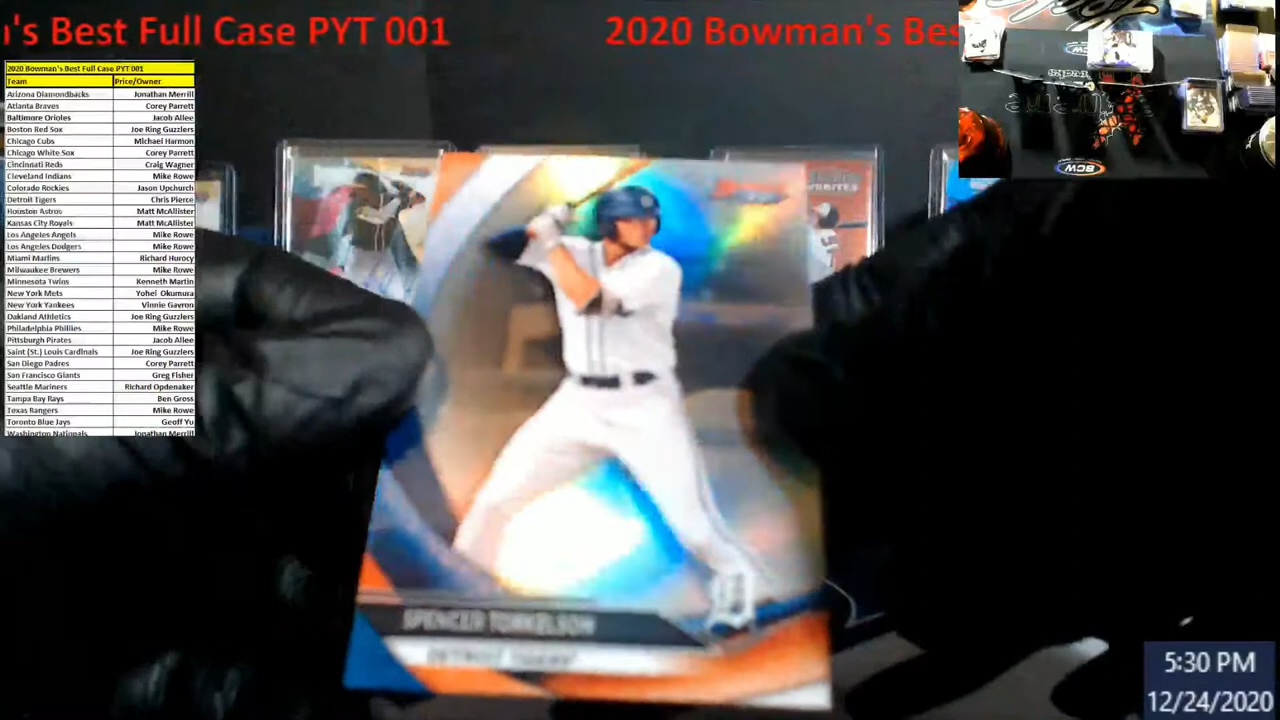 's Best Full Case PYT 001
2020 Bowman's Bes
2020 Bowman's Best Full Case PYT 001
Team Price/Owner
Arizona Diamondbacks Jonathan Merrill
Atlanta Braves Corey Parrett
Baltimore Orioles Jacob Allee
Boston Red Sox Joe Ring Guzzlers
Chicago Cubs Michael Harmon
Chicago White Sox Corey Parrett
Cincinnati Reds Craig Wagner
Cleveland Indians Mike Rowe
Colorado Rockies Jason Upchurch
Detroit Tigers Chris Pierce
Houston Astros Matt McAllister
Kansas City Royals Matt McAllister
Los Angeles Angels Mike Rowe
Los Angeles Dodgers Mike Rowe
Miami Marlins Richard Hurocy
Milwaukee Brewers Mike Rowe
Minnesota Twins Kenneth Martin
New York Mets Yohei Okumura
New York Yankees Vinnie Gavron
Oakland Athletics Joe Ring Guzzlers
Philadelphia Phillies Mike Rowe
Pittsburgh Pirates Jacob Allee
Saint (St.) Louis Cardinals Joe Ring Guzzlers
San Diego Padres Corey Parrett
San Francisco Giants Greg Fisher
Seattle Mariners Richard Opdenaker
Tampa Bay Rays Ben Gross
Texas Rangers Mike Rowe
Toronto Blue Jays Geoff Yu
Washington Nationals Jonathan Merrill
SPENCER TORKELSON
DETROIT TIGERS
SCW
5:30 PM
12/24/2020